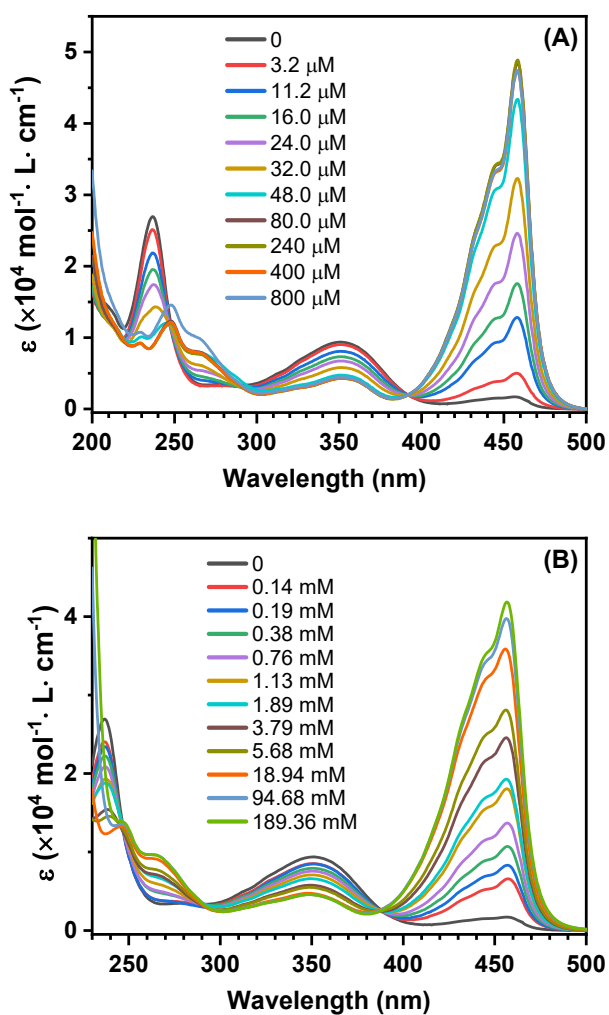 (A)
ε (×10⁴ mol⁻¹· L· cm⁻¹)
5
4
3
2
1
0
0
3.2 μM
11.2 μM
16.0 μM
24.0 μM
32.0 μM
48.0 μM
80.0 μM
240 μM
400 μM
800 μM
200 250 300 350 400 450 500
Wavelength (nm)
(B)
ε (×10⁴ mol⁻¹· L· cm⁻¹)
4
2
0
0
0.14 mM
0.19 mM
0.38 mM
0.76 mM
1.13 mM
1.89 mM
3.79 mM
5.68 mM
18.94 mM
94.68 mM
189.36 mM
250 300 350 400 450 500
Wavelength (nm)